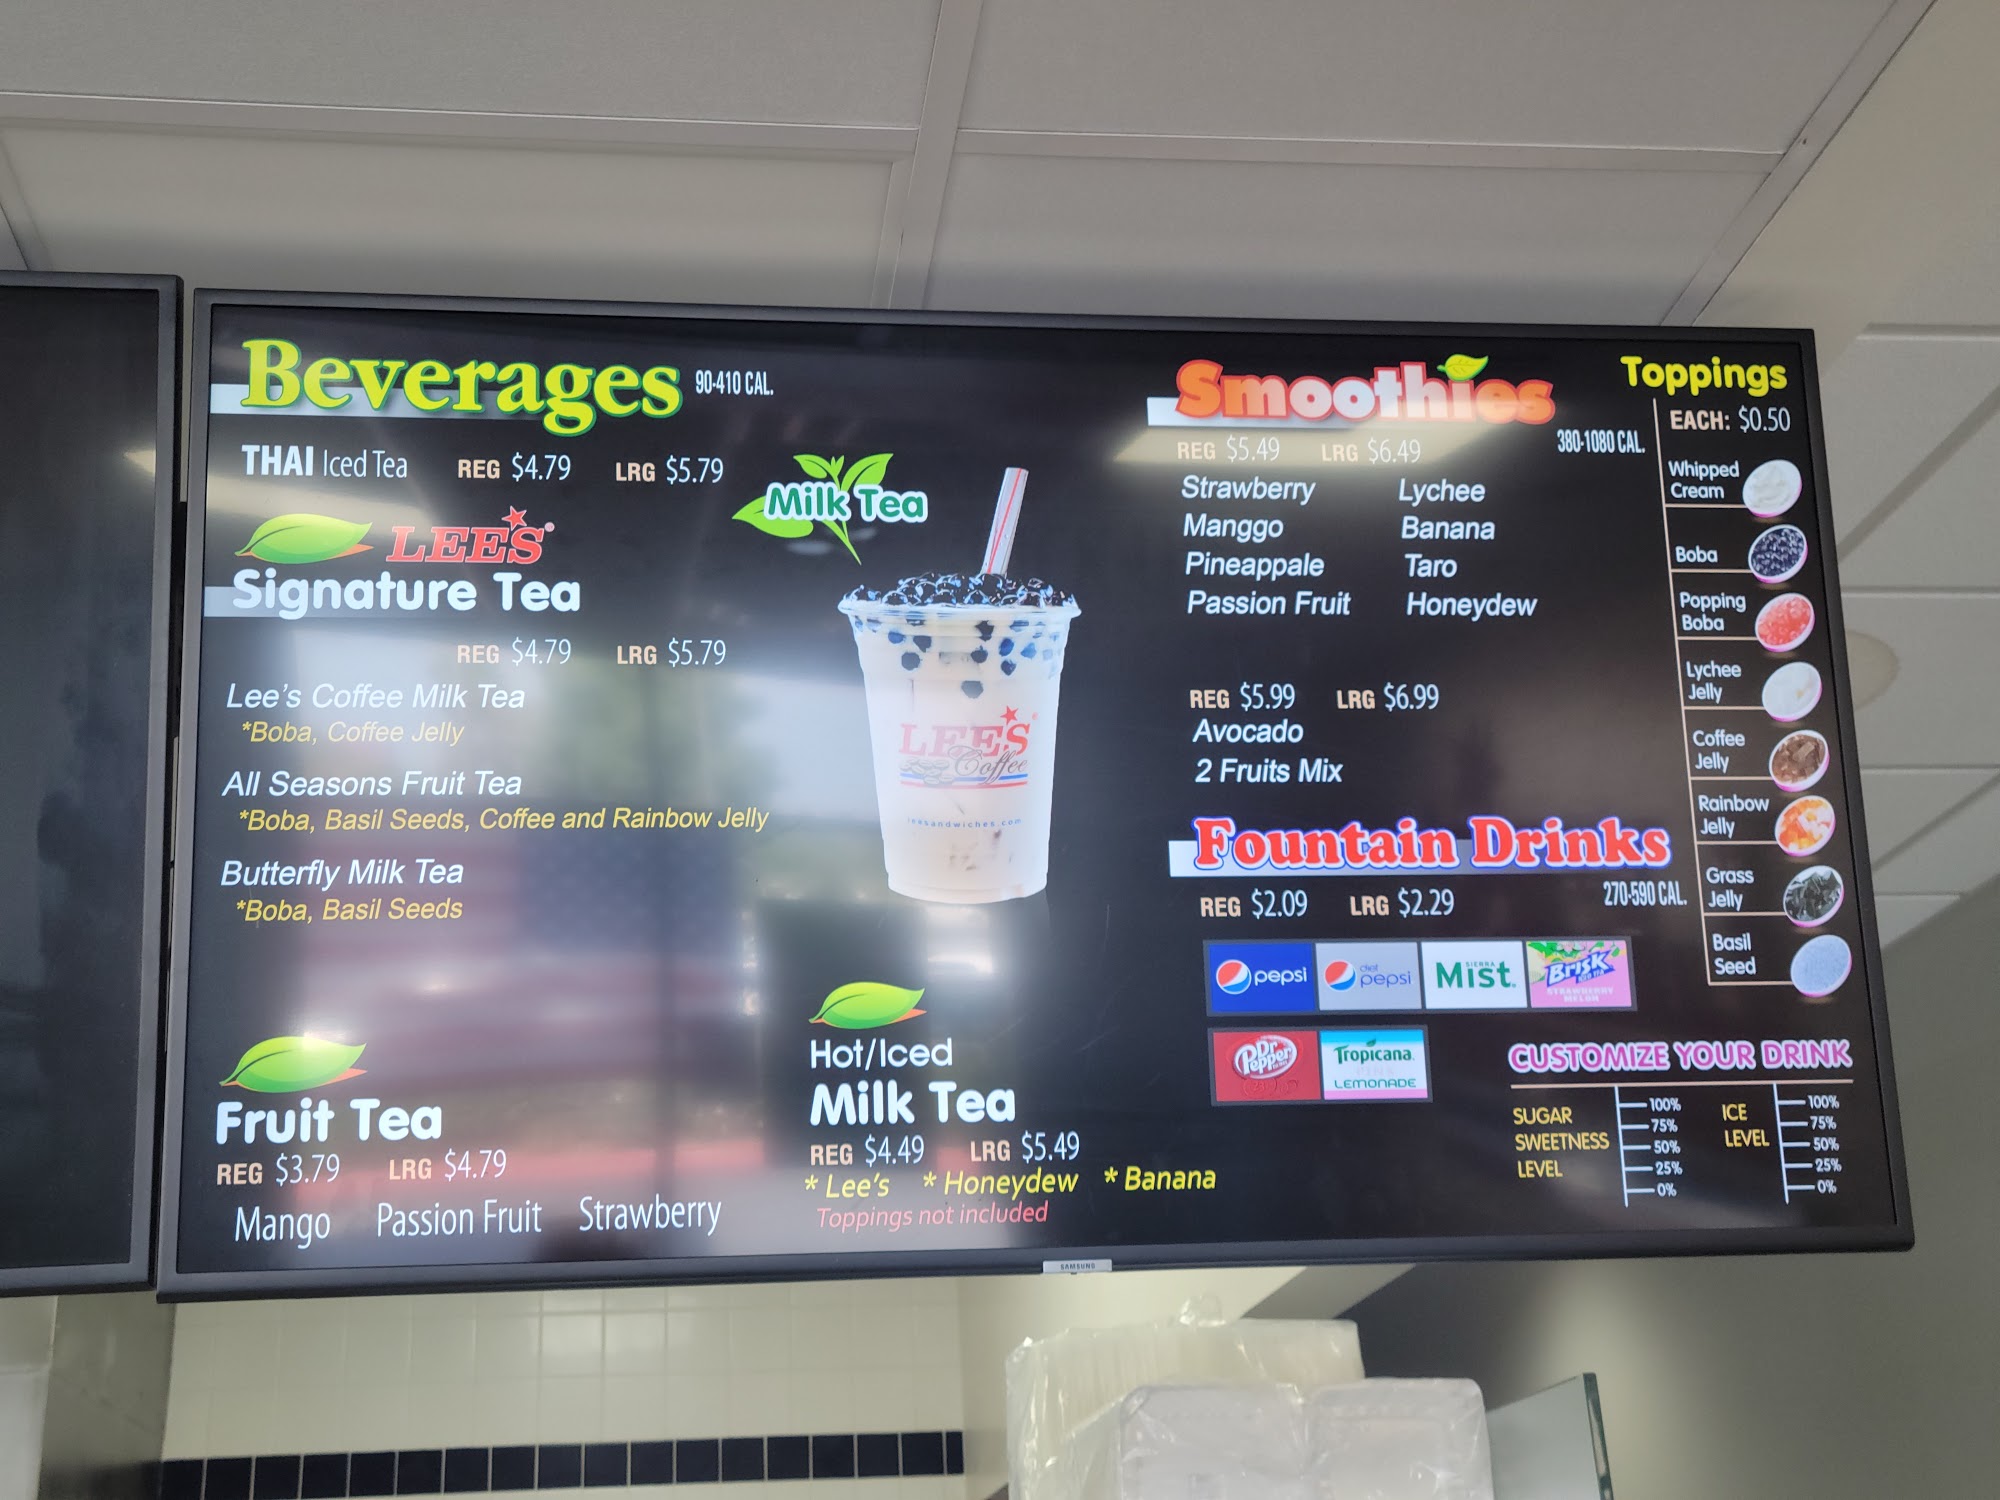 Beverages 90-410 CAL.
THAI Iced Tea REG $4.79 LRG $5.79
LEE'S®
Signature Tea
REG $4.79 LRG $5.79
Lee's Coffee Milk Tea
*Boba, Coffee Jelly
All Seasons Fruit Tea
*Boba, Basil Seeds, Coffee and Rainbow Jelly
Butterfly Milk Tea
*Boba, Basil Seeds
Fruit Tea
REG $3.79 LRG $4.79
Mango Passion Fruit Strawberry
Milk Tea
LEE'S
Coffee
leesandwiches.com
Hot/Iced
Milk Tea
REG $4.49 LRG $5.49
* Lee's * Honeydew * Banana
Toppings not included
Smoothies
380-1080 CAL.
REG $5.49 LRG $6.49
Strawberry Lychee
Manggo Banana
Pineappale Taro
Passion Fruit Honeydew
REG $5.99 LRG $6.99
Avocado
2 Fruits Mix
Fountain Drinks
270-590 CAL.
REG $2.09 LRG $2.29
pepsi
diet
pepsi
SIERRA
Mist
Brisk
STRAWBERRY
MELON
Dr
Pepper
23
Tropicana
PINK
LEMONADE
Toppings
EACH: $0.50
Whipped
Cream
Boba
Popping
Boba
Lychee
Jelly
Coffee
Jelly
Rainbow
Jelly
Grass
Jelly
Basil
Seed
CUSTOMIZE YOUR DRINK
SUGAR
SWEETNESS
LEVEL
100%
75%
50%
25%
0%
ICE
LEVEL
100%
75%
50%
25%
0%
SAMSUNG